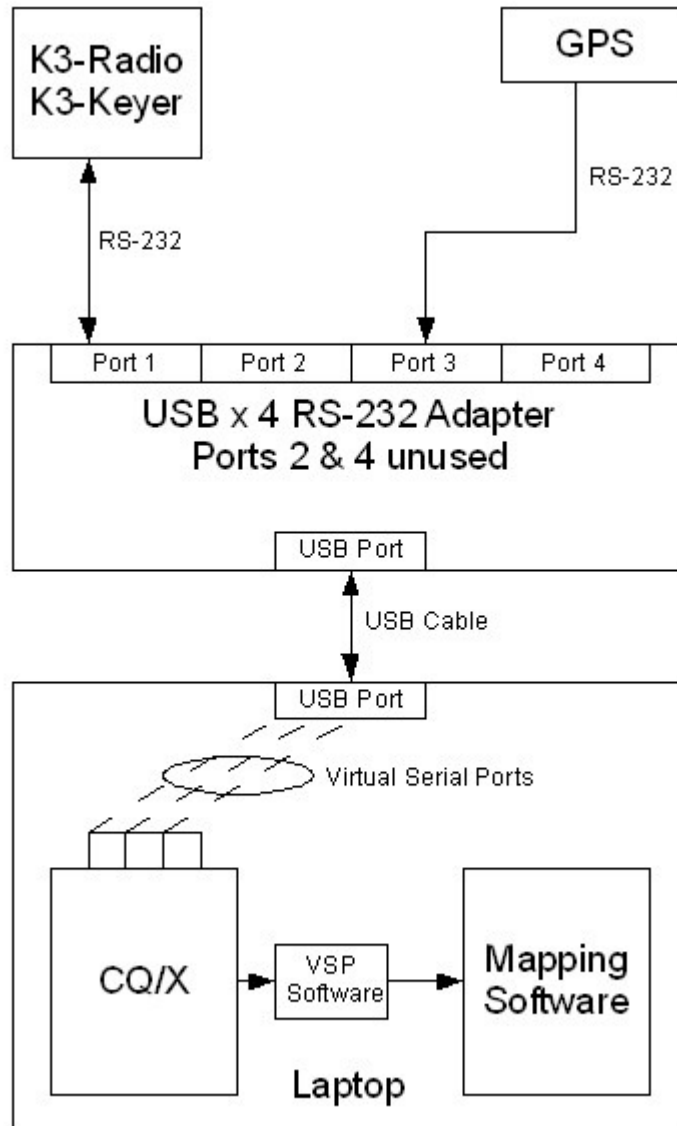 K3-Radio
K3-Keyer
GPS
RS-232
RS-232
Port 1
Port 2
Port 3
Port 4
USB x 4 RS-232 Adapter
Ports 2 & 4 unused
USB Port
USB Cable
USB Port
Virtual Serial Ports
CQ/X
VSP
Software
Mapping
Software
Laptop